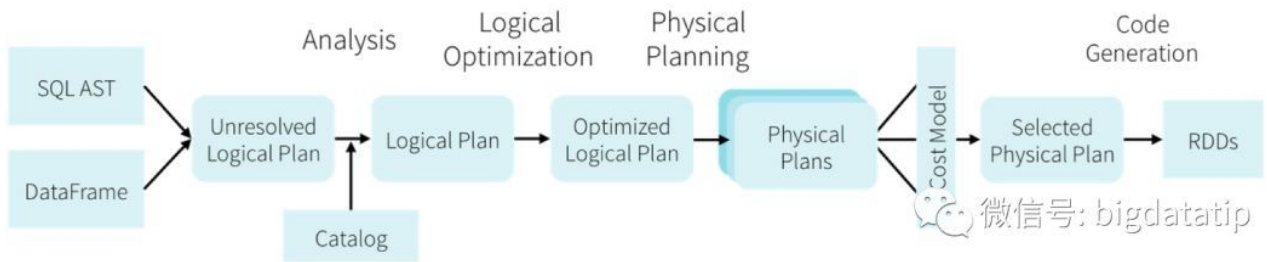 Analysis
Logical
Optimization
Physical
Planning
Code
Generation
SQL AST
DataFrame
Unresolved
Logical Plan
Catalog
Logical Plan
Optimized
Logical Plan
Physical
Plans
Cost Model
Selected
Physical Plan
RDDs
微信号: bigdatatip